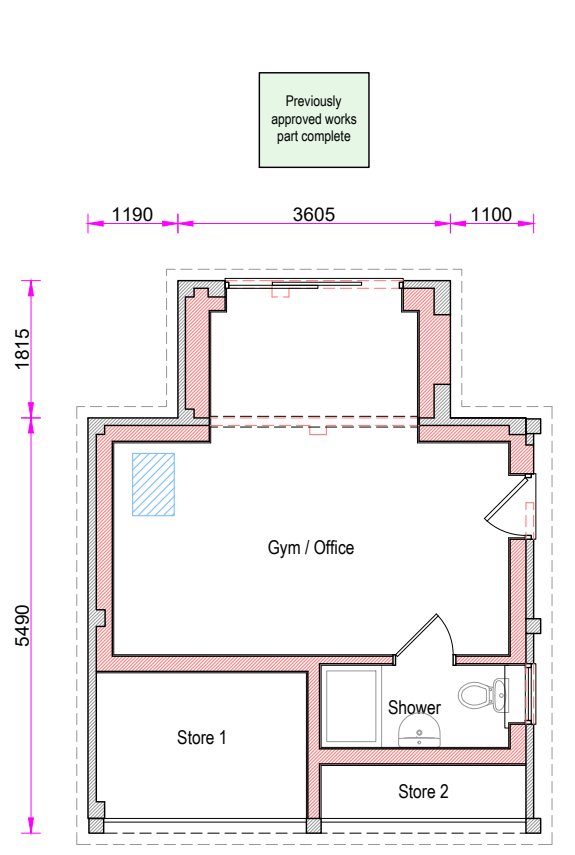 Previously
approved works
part complete
1190
3605
1100
1815
5490
Gym / Office
Shower
Store 1
Store 2